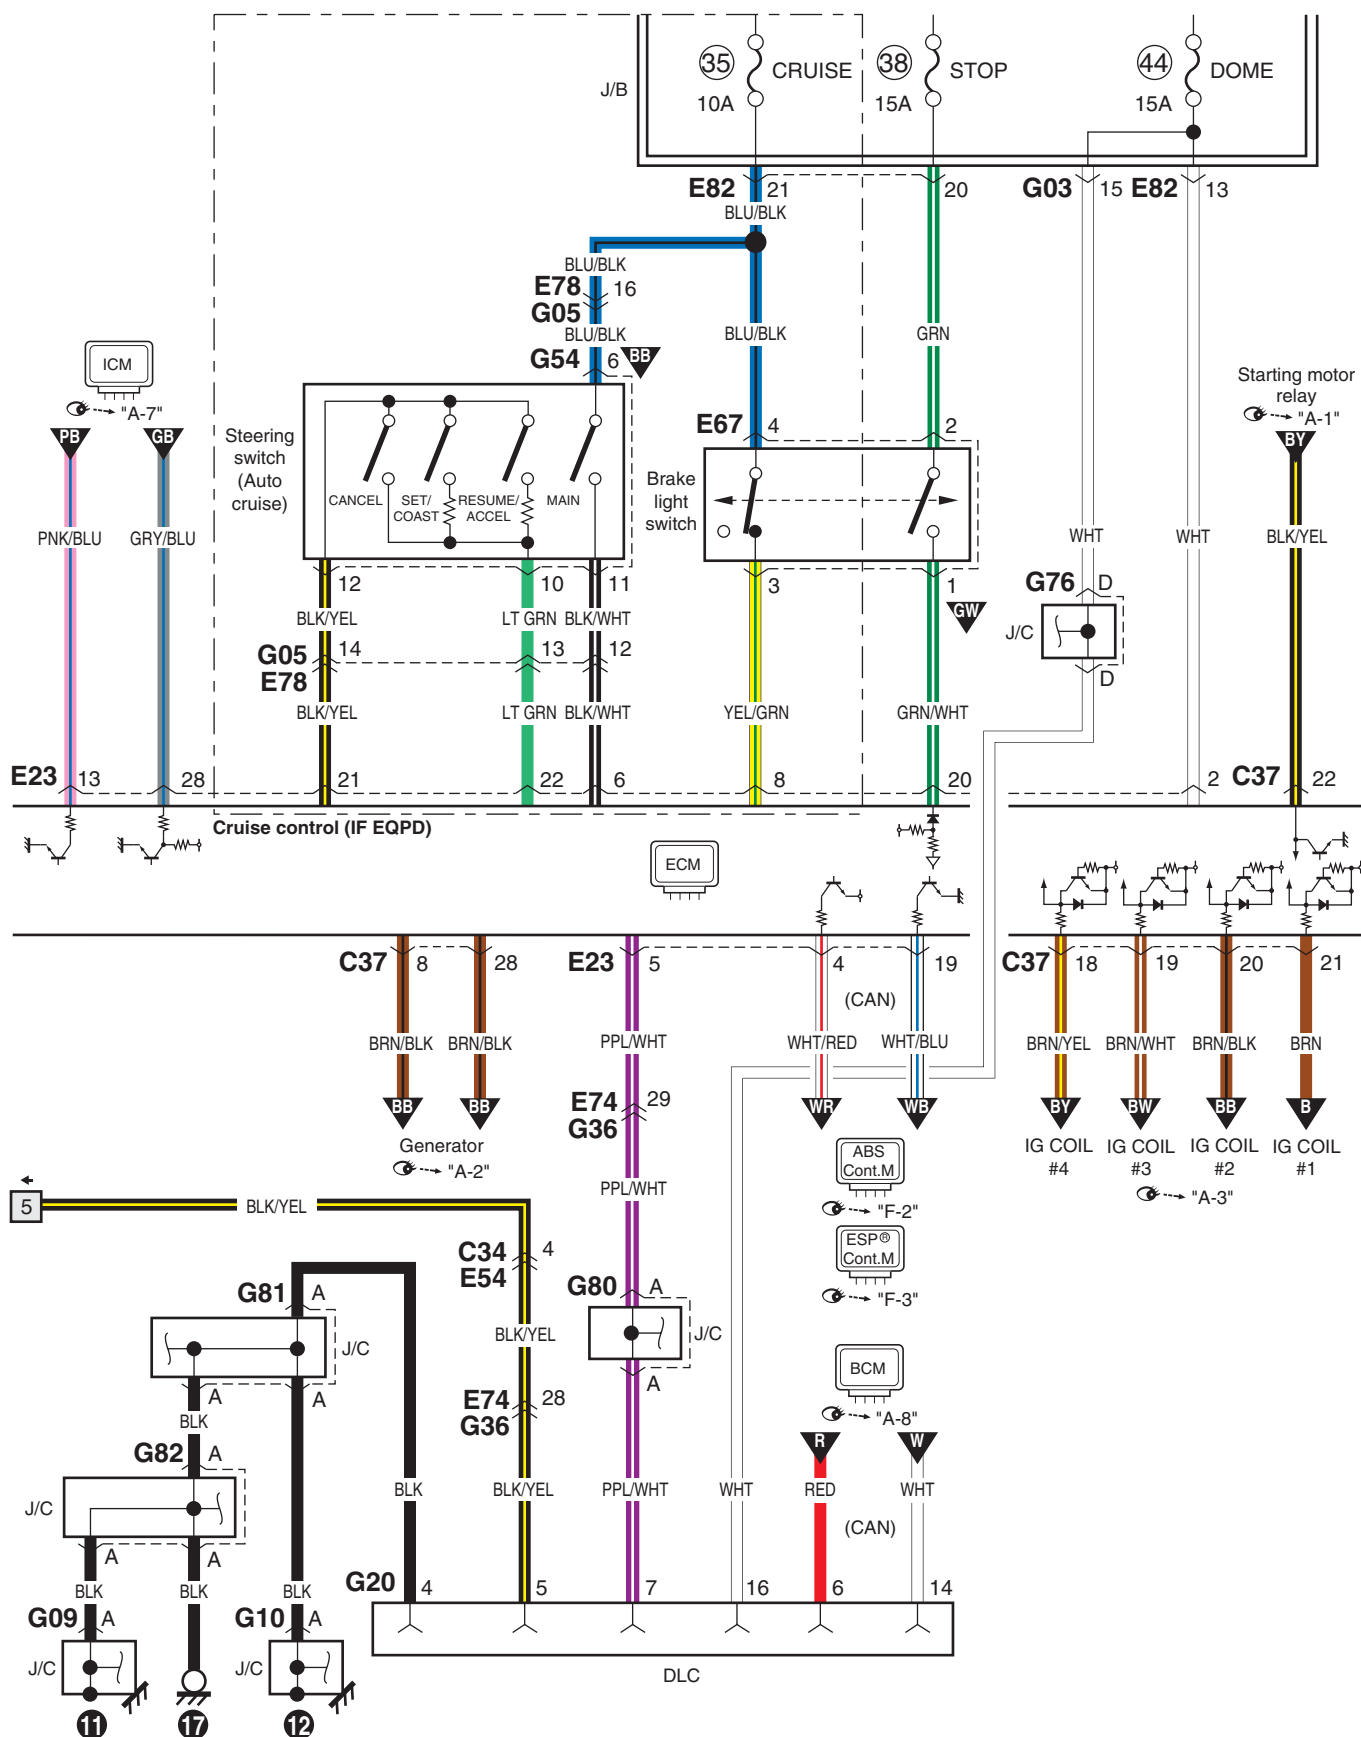 35 CRUISE 38 STOP 44 DOME
J/B 10A 15A 15A
E82 21 20 G03 15 E82 13
BLU/BLK
BLU/BLK
E78 16
G05
BLU/BLK BLU/BLK GRN
G54 6 BB
ICM
"A-7"
PB GB
Starting motor
relay
"A-1"
BY
Steering
switch
(Auto
cruise)
E67 4 2
Brake
light
switch
CANCEL SET/
COAST RESUME/
ACCEL MAIN
PNK/BLU GRY/BLU WHT WHT BLK/YEL
12 10 11 3 1 G76 D
GW
BLK/YEL LT GRN BLK/WHT J/C
G05 14 13 12
E78 D
BLK/YEL LT GRN BLK/WHT YEL/GRN GRN/WHT
E23 13 28 21 22 6 8 20 2 C37 22
Cruise control (IF EQPD)
ECM
C37 8 28 E23 5 4 19 C37 18 19 20 21
(CAN)
BRN/BLK BRN/BLK PPL/WHT WHT/RED WHT/BLU BRN/YEL BRN/WHT BRN/BLK BRN
E74 29
G36
BB BB WR WB BY BW BB B
Generator
"A-2"
IG COIL
#4
IG COIL
#3
IG COIL
#2
IG COIL
#1
"A-3"
ABS
Cont.M
"F-2"
PPL/WHT
5 BLK/YEL
ESP®
Cont.M
"F-3"
C34 4
E54
G81 A G80 A
J/C BLK/YEL J/C
A A A
BCM
"A-8"
BLK E74 28
G36
R W
G82 A
J/C BLK BLK/YEL PPL/WHT WHT RED WHT
(CAN)
A A
BLK BLK BLK
G20 4 5 7 16 6 14
G09 A G10 A
J/C J/C DLC
11 17 12